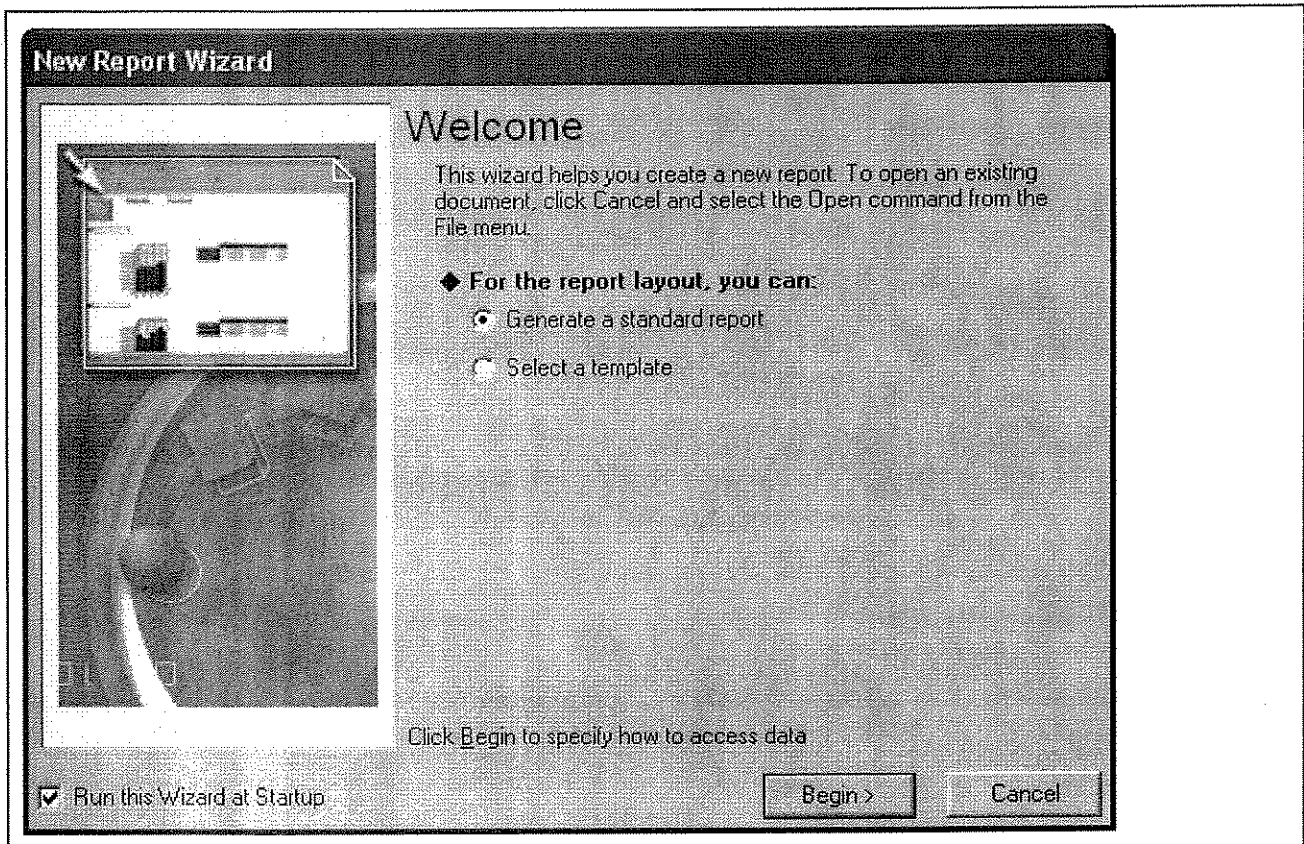 New Report Wizard
Welcome
This wizard helps you create a new report. To open an existing
document, click Cancel and select the Open command from the
File menu.
For the report layout, you can:
Generate a standard report
Select a template
Click Begin to specify how to access data
Run this Wizard at Startup
Begin >
Cancel